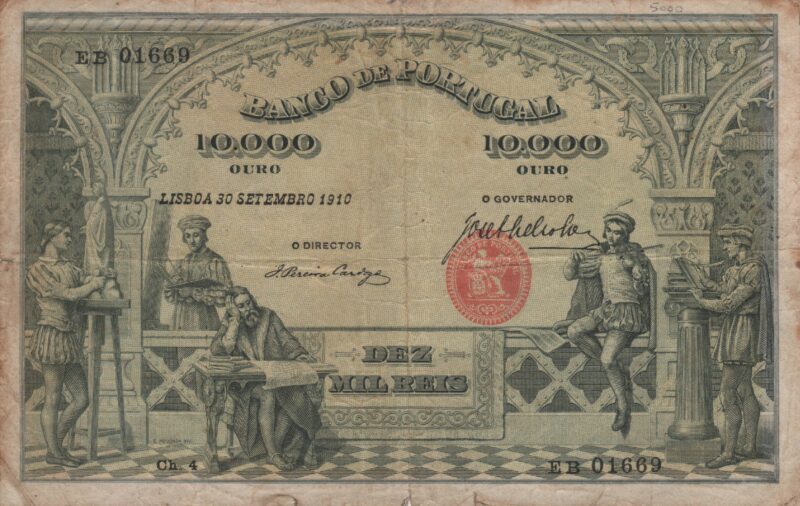 5000
EB 01669
BANCO DE PORTUGAL
10.000 10.000
OURO OURO
LISBOA 30 SETEMBRO 1910
O GOVERNADOR
O DIRECTOR
DEZ
MIL REIS
Ch. 4
EB 01669